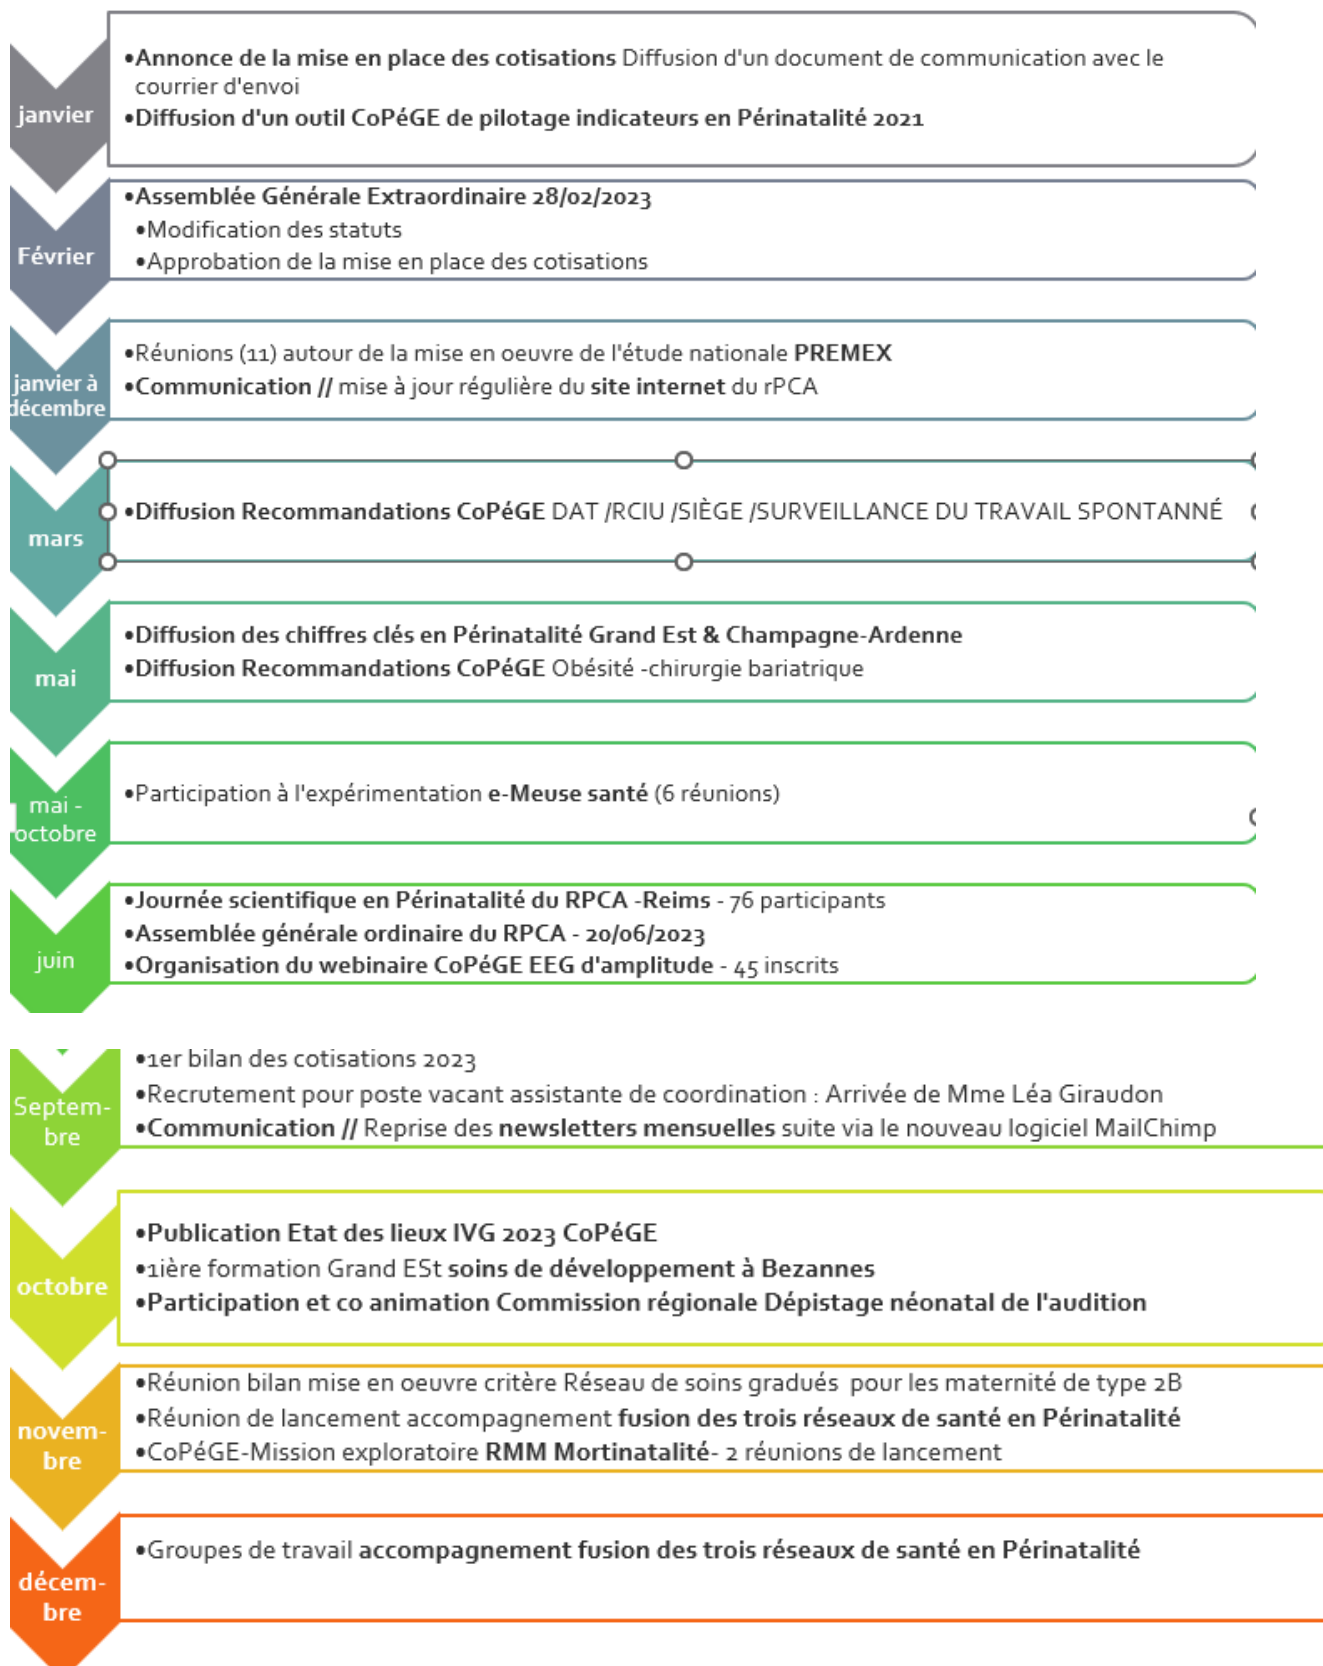 janvier
•Annonce de la mise en place des cotisations Diffusion d'un document de communication avec le
courrier d'envoi
•Diffusion d'un outil CoPéGE de pilotage indicateurs en Périnatalité 2021
Février
•Assemblée Générale Extraordinaire 28/02/2023
•Modification des statuts
•Approbation de la mise en place des cotisations
janvier à
décembre
•Réunions (11) autour de la mise en oeuvre de l'étude nationale PREMEX
•Communication // mise à jour régulière du site internet du rPCA
mars
•Diffusion Recommandations CoPéGE DAT /RCIU /SIÈGE /SURVEILLANCE DU TRAVAIL SPONTANNÉ
mai
•Diffusion des chiffres clés en Périnatalité Grand Est & Champagne-Ardenne
•Diffusion Recommandations CoPéGE Obésité -chirurgie bariatrique
mai -
octobre
•Participation à l'expérimentation e-Meuse santé (6 réunions)
juin
•Journée scientifique en Périnatalité du RPCA -Reims - 76 participants
•Assemblée générale ordinaire du RPCA - 20/06/2023
•Organisation du webinaire CoPéGE EEG d'amplitude - 45 inscrits
Septem-
bre
•1er bilan des cotisations 2023
•Recrutement pour poste vacant assistante de coordination : Arrivée de Mme Léa Giraudon
•Communication // Reprise des newsletters mensuelles suite via le nouveau logiciel MailChimp
octobre
•Publication Etat des lieux IVG 2023 CoPéGE
•1ière formation Grand ESt soins de développement à Bezannes
•Participation et co animation Commission régionale Dépistage néonatal de l'audition
novem-
bre
•Réunion bilan mise en oeuvre critère Réseau de soins gradués pour les maternité de type 2B
•Réunion de lancement accompagnement fusion des trois réseaux de santé en Périnatalité
•CoPéGE-Mission exploratoire RMM Mortinatalité- 2 réunions de lancement
décem-
bre
•Groupes de travail accompagnement fusion des trois réseaux de santé en Périnatalité